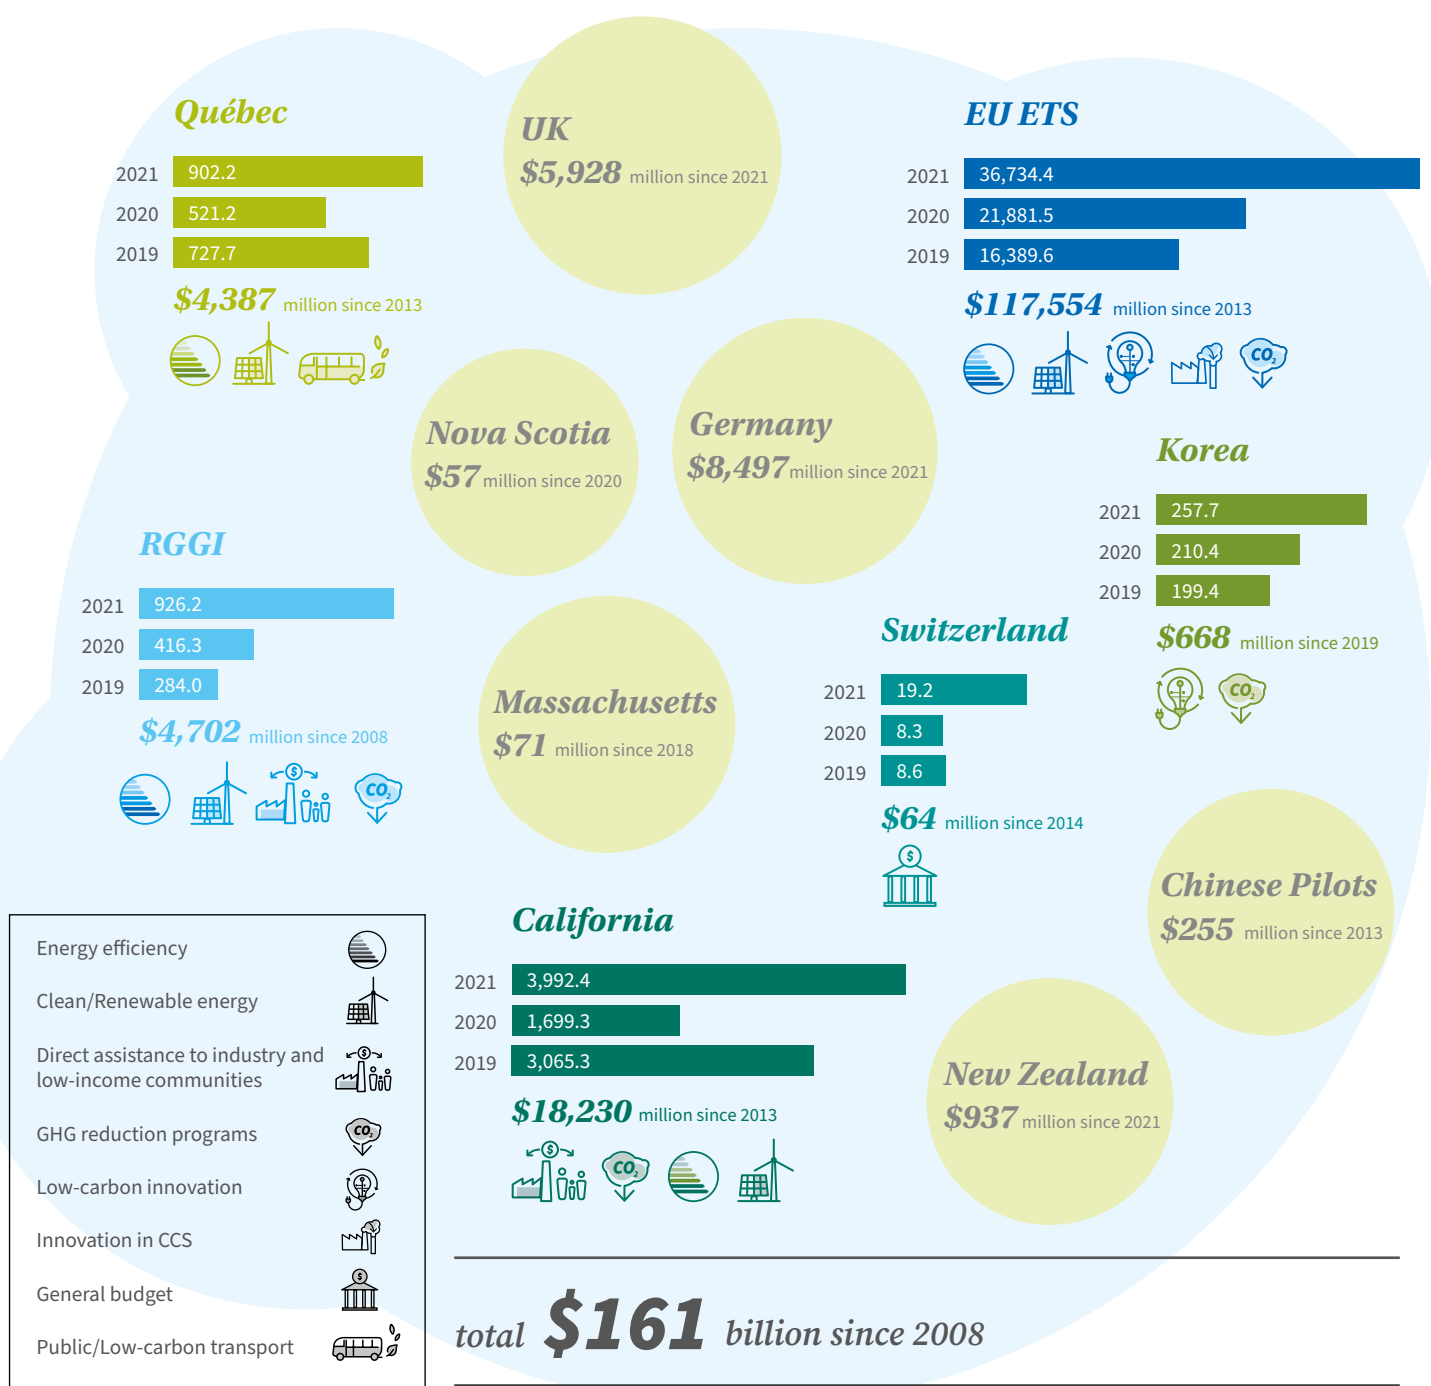 Québec
2021 902.2
2020 521.2
2019 727.7
$4,387 million since 2013
UK
$5,928 million since 2021
EU ETS
2021 36,734.4
2020 21,881.5
2019 16,389.6
$117,554 million since 2013
CO2
Nova Scotia
$57 million since 2020
Germany
$8,497 million since 2021
Korea
2021 257.7
2020 210.4
2019 199.4
$668 million since 2019
CO2
RGGI
2021 926.2
2020 416.3
2019 284.0
$4,702 million since 2008
$
CO2
Massachusetts
$71 million since 2018
Switzerland
2021 19.2
2020 8.3
2019 8.6
$64 million since 2014
$
Chinese Pilots
$255 million since 2013
California
2021 3,992.4
2020 1,699.3
2019 3,065.3
$18,230 million since 2013
$
CO2
New Zealand
$937 million since 2021
Energy efficiency
Clean/Renewable energy
Direct assistance to industry and
low-income communities
$
GHG reduction programs
CO2
Low-carbon innovation
Innovation in CCS
General budget
$
Public/Low-carbon transport
total $161 billion since 2008